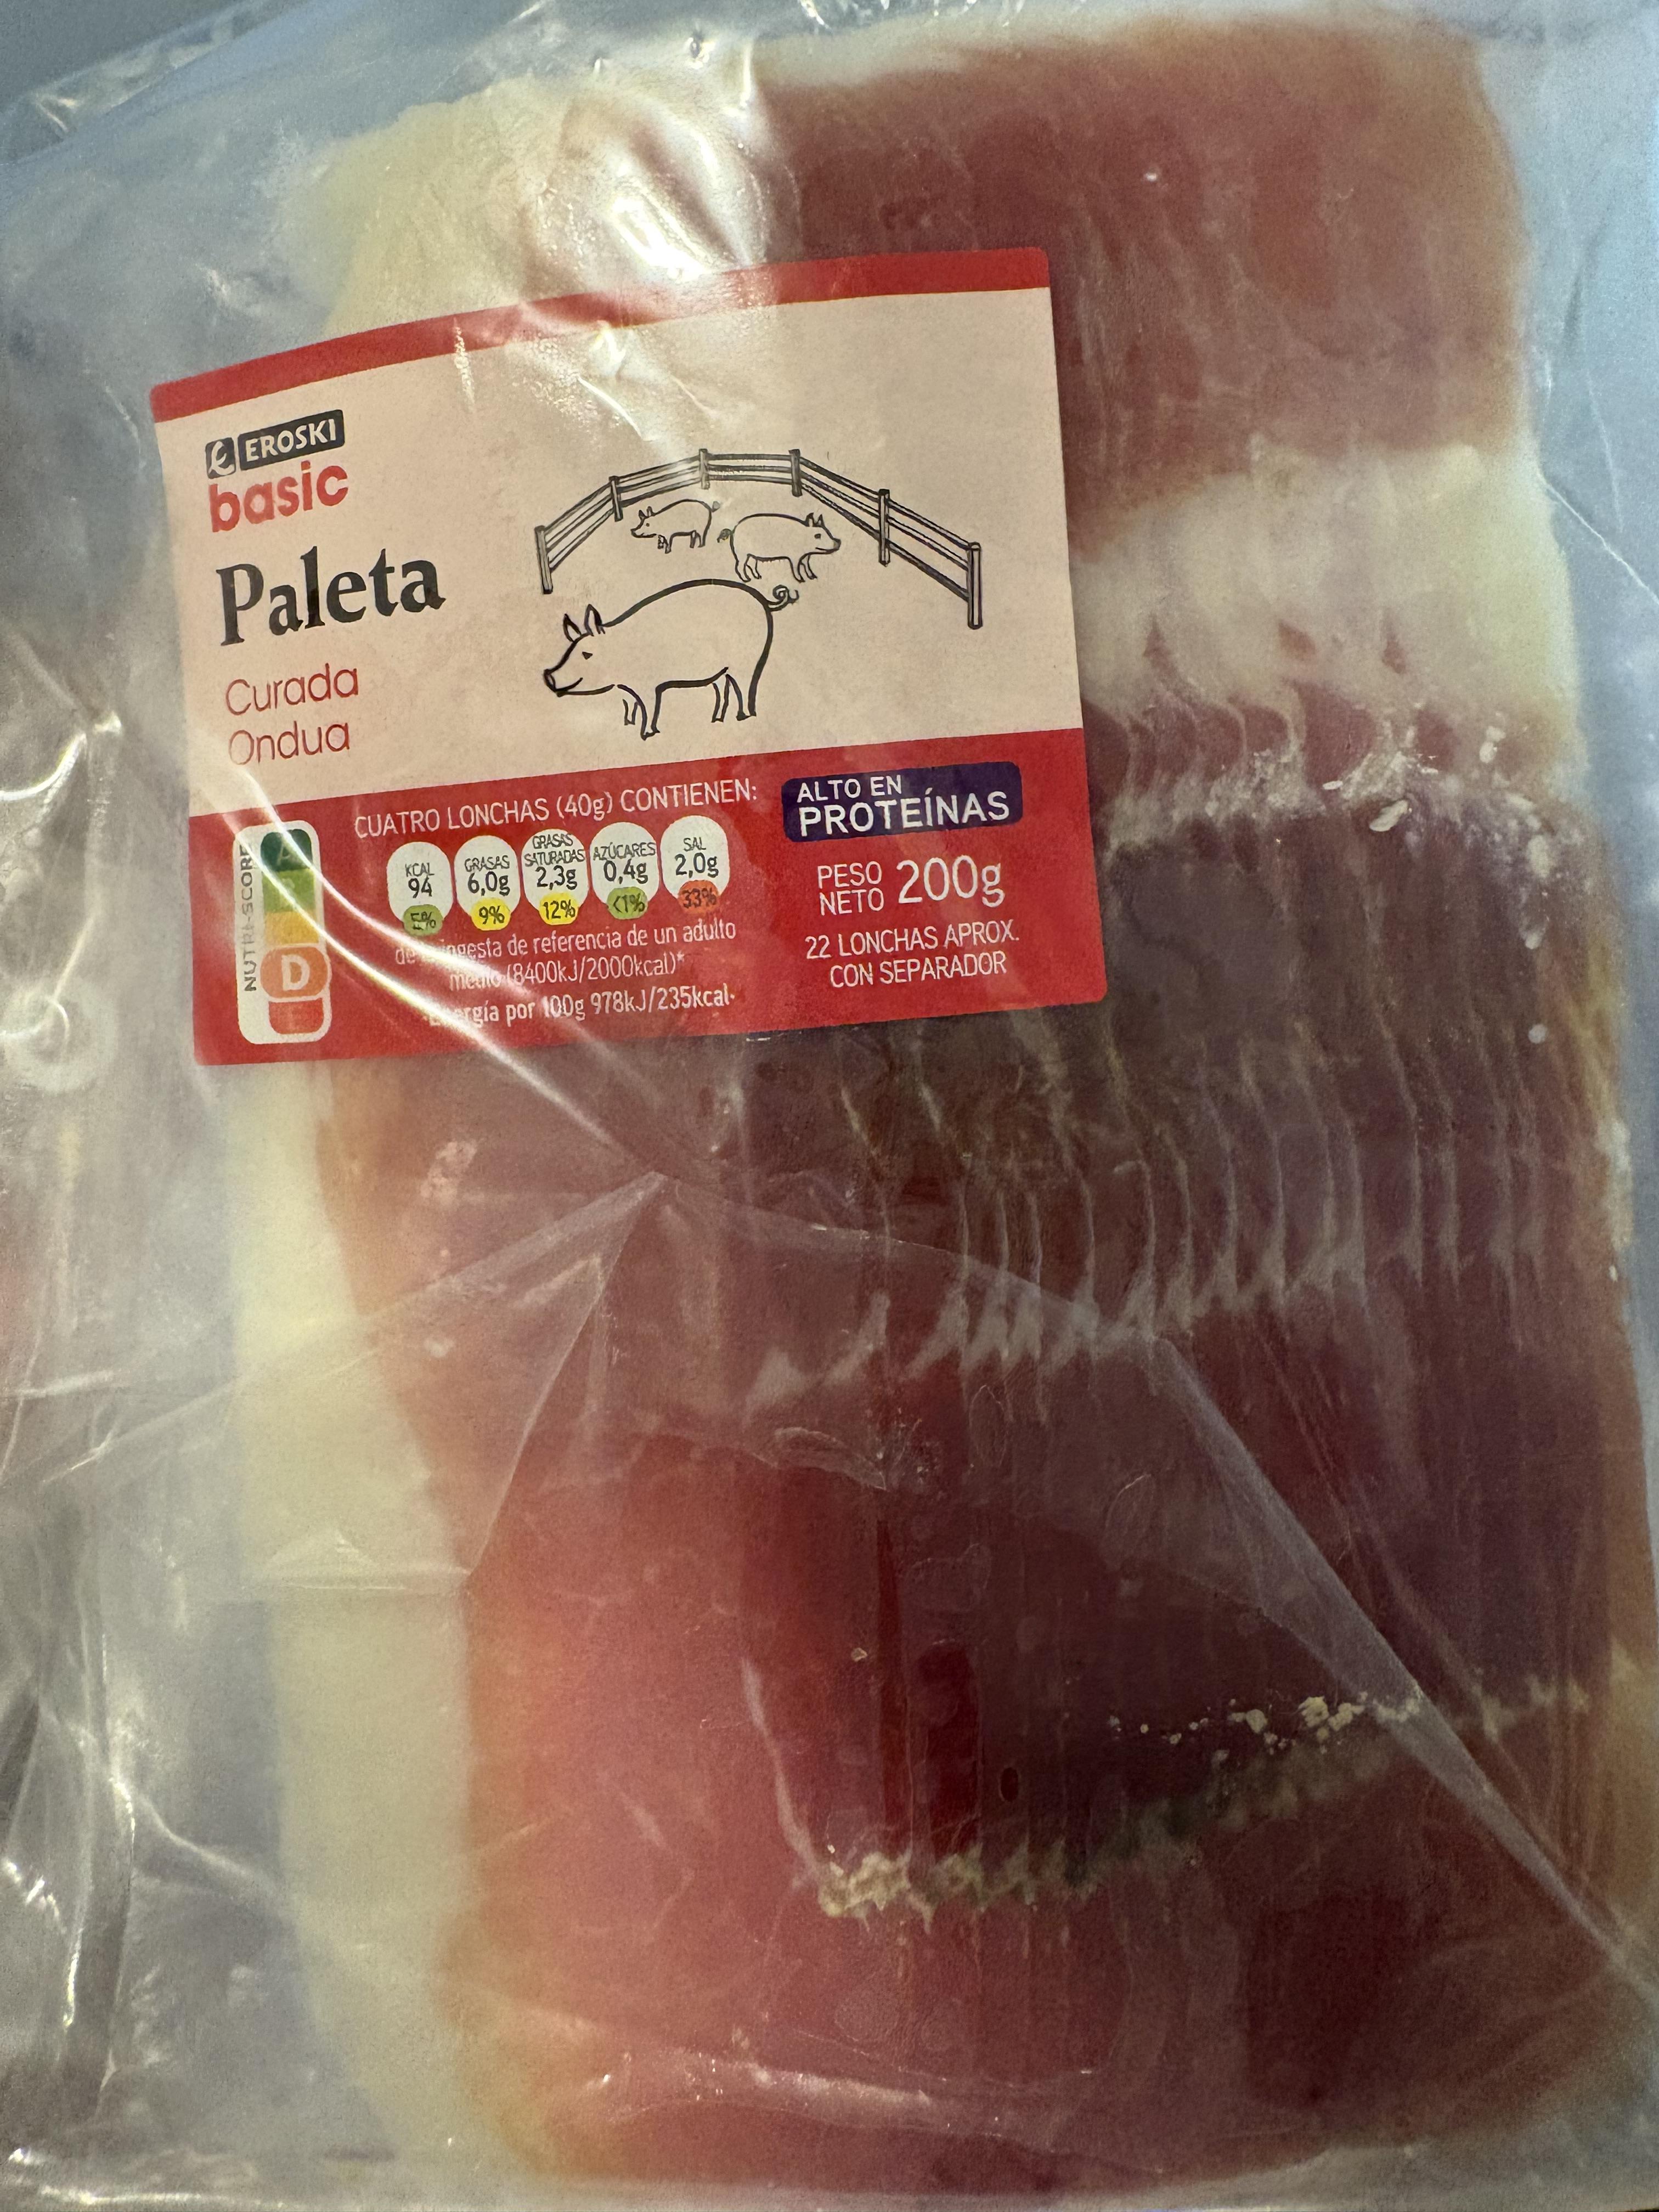 EROSKI
basic
Paleta
Curada
Ondua
NUTRI-SCORE
A
D
E
CUATRO LONCHAS (40g) CONTIENEN:
KCAL
94
5%
GRASAS
6,0g
9%
GRASAS
SATURADAS
2,3g
12%
AZÚCARES
0,4g
<1%
SAL
2,0g
33%
de ingesta de referencia de un adulto
medio (8400kJ/2000kcal)*
Energía por 100g 978kJ/235kcal·
ALTO EN
PROTEÍNAS
PESO
NETO 200g
22 LONCHAS APROX.
CON SEPARADOR